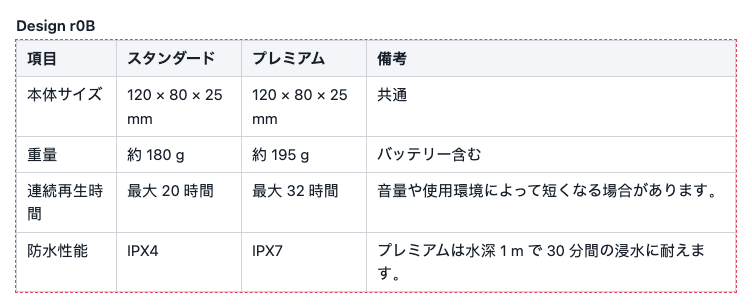 Design r0B
項目 スタンダード プレミアム 備考
本体サイズ 120 × 80 × 25 mm 120 × 80 × 25 mm 共通
重量 約 180 g 約 195 g バッテリー含む
連続再生時間 最大 20 時間 最大 32 時間 音量や使用環境によって短くなる場合があります。
防水性能 IPX4 IPX7 プレミアムは水深 1 m で 30 分間の浸水に耐えます。